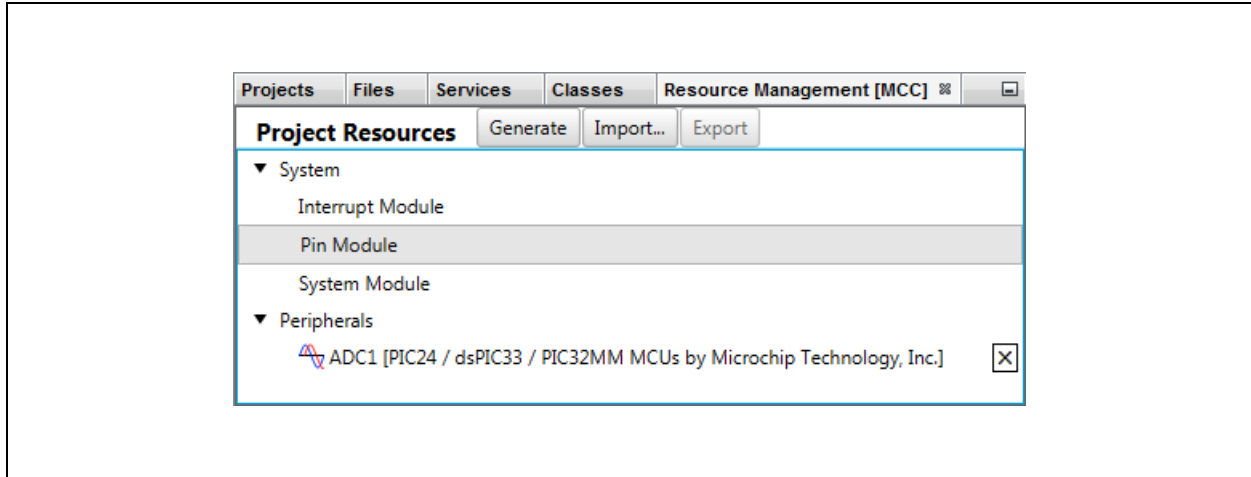 Projects Files Services Classes Resource Management [MCC]
Project Resources Generate Import... Export
System
Interrupt Module
Pin Module
System Module
Peripherals
ADC1 [PIC24 / dsPIC33 / PIC32MM MCUs by Microchip Technology, Inc.]